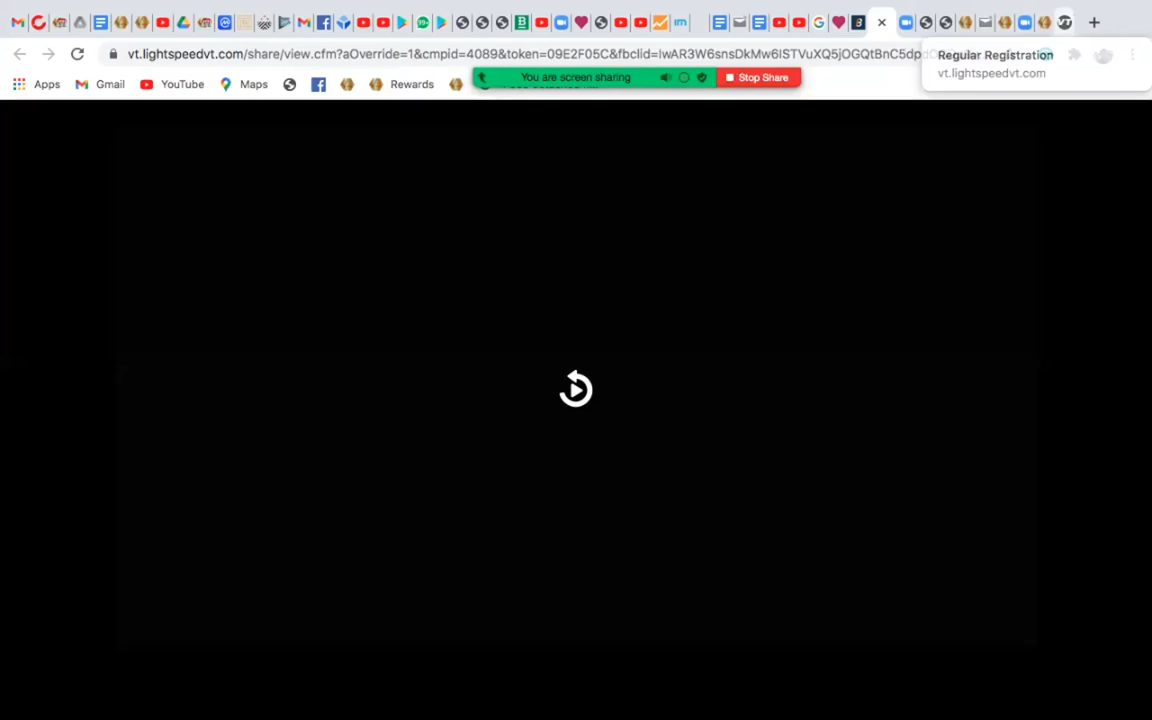 vt.lightspeedvt.com/share/view.cfm?aOverride=1&cmpid=4089&token=09E2F05C&fbclid=IwAR3W6snsDkMw6ISTVuXQ5jOGQtBnC5dp
Regular Registration
vt.lightspeedvt.com
You are screen sharing
Stop Share
Apps
Gmail
YouTube
Maps
Rewards